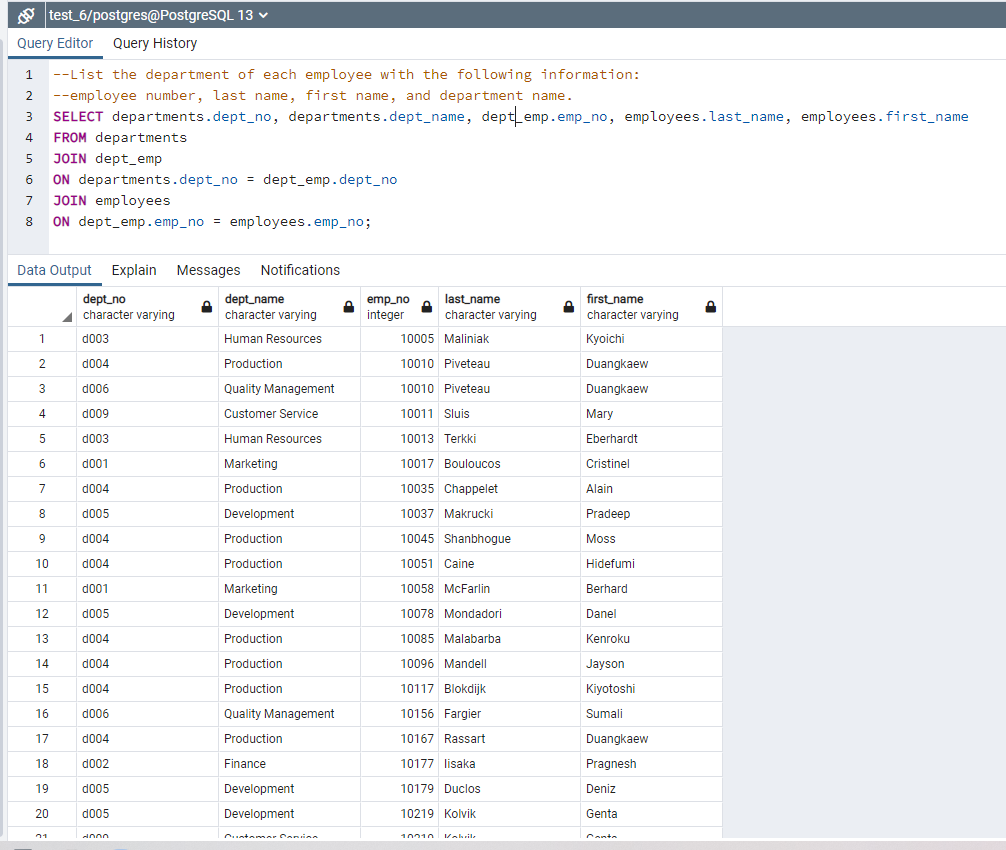 test_6/postgres@PostgreSQL 13
Query Editor Query History
1 --List the department of each employee with the following information:
2 --employee number, last name, first name, and department name.
3 SELECT departments.dept_no, departments.dept_name, dept_emp.emp_no, employees.last_name, employees.first_name
4 FROM departments
5 JOIN dept_emp
6 ON departments.dept_no = dept_emp.dept_no
7 JOIN employees
8 ON dept_emp.emp_no = employees.emp_no;
Data Output Explain Messages Notifications
dept_no dept_name emp_no last_name first_name
character varying character varying integer character varying character varying
1 d003 Human Resources 10005 Maliniak Kyoichi
2 d004 Production 10010 Piveteau Duangkaew
3 d006 Quality Management 10010 Piveteau Duangkaew
4 d009 Customer Service 10011 Sluis Mary
5 d003 Human Resources 10013 Terkki Eberhardt
6 d001 Marketing 10017 Bouloucos Cristinel
7 d004 Production 10035 Chappelet Alain
8 d005 Development 10037 Makrucki Pradeep
9 d004 Production 10045 Shanbhogue Moss
10 d004 Production 10051 Caine Hidefumi
11 d001 Marketing 10058 McFarlin Berhard
12 d005 Development 10078 Mondadori Danel
13 d004 Production 10085 Malabarba Kenroku
14 d004 Production 10096 Mandell Jayson
15 d004 Production 10117 Blokdijk Kiyotoshi
16 d006 Quality Management 10156 Fargier Sumali
17 d004 Production 10167 Rassart Duangkaew
18 d002 Finance 10177 Iisaka Pragnesh
19 d005 Development 10179 Duclos Deniz
20 d005 Development 10219 Kolvik Genta
21 d009 Customer Service 10219 Kolvik Genta